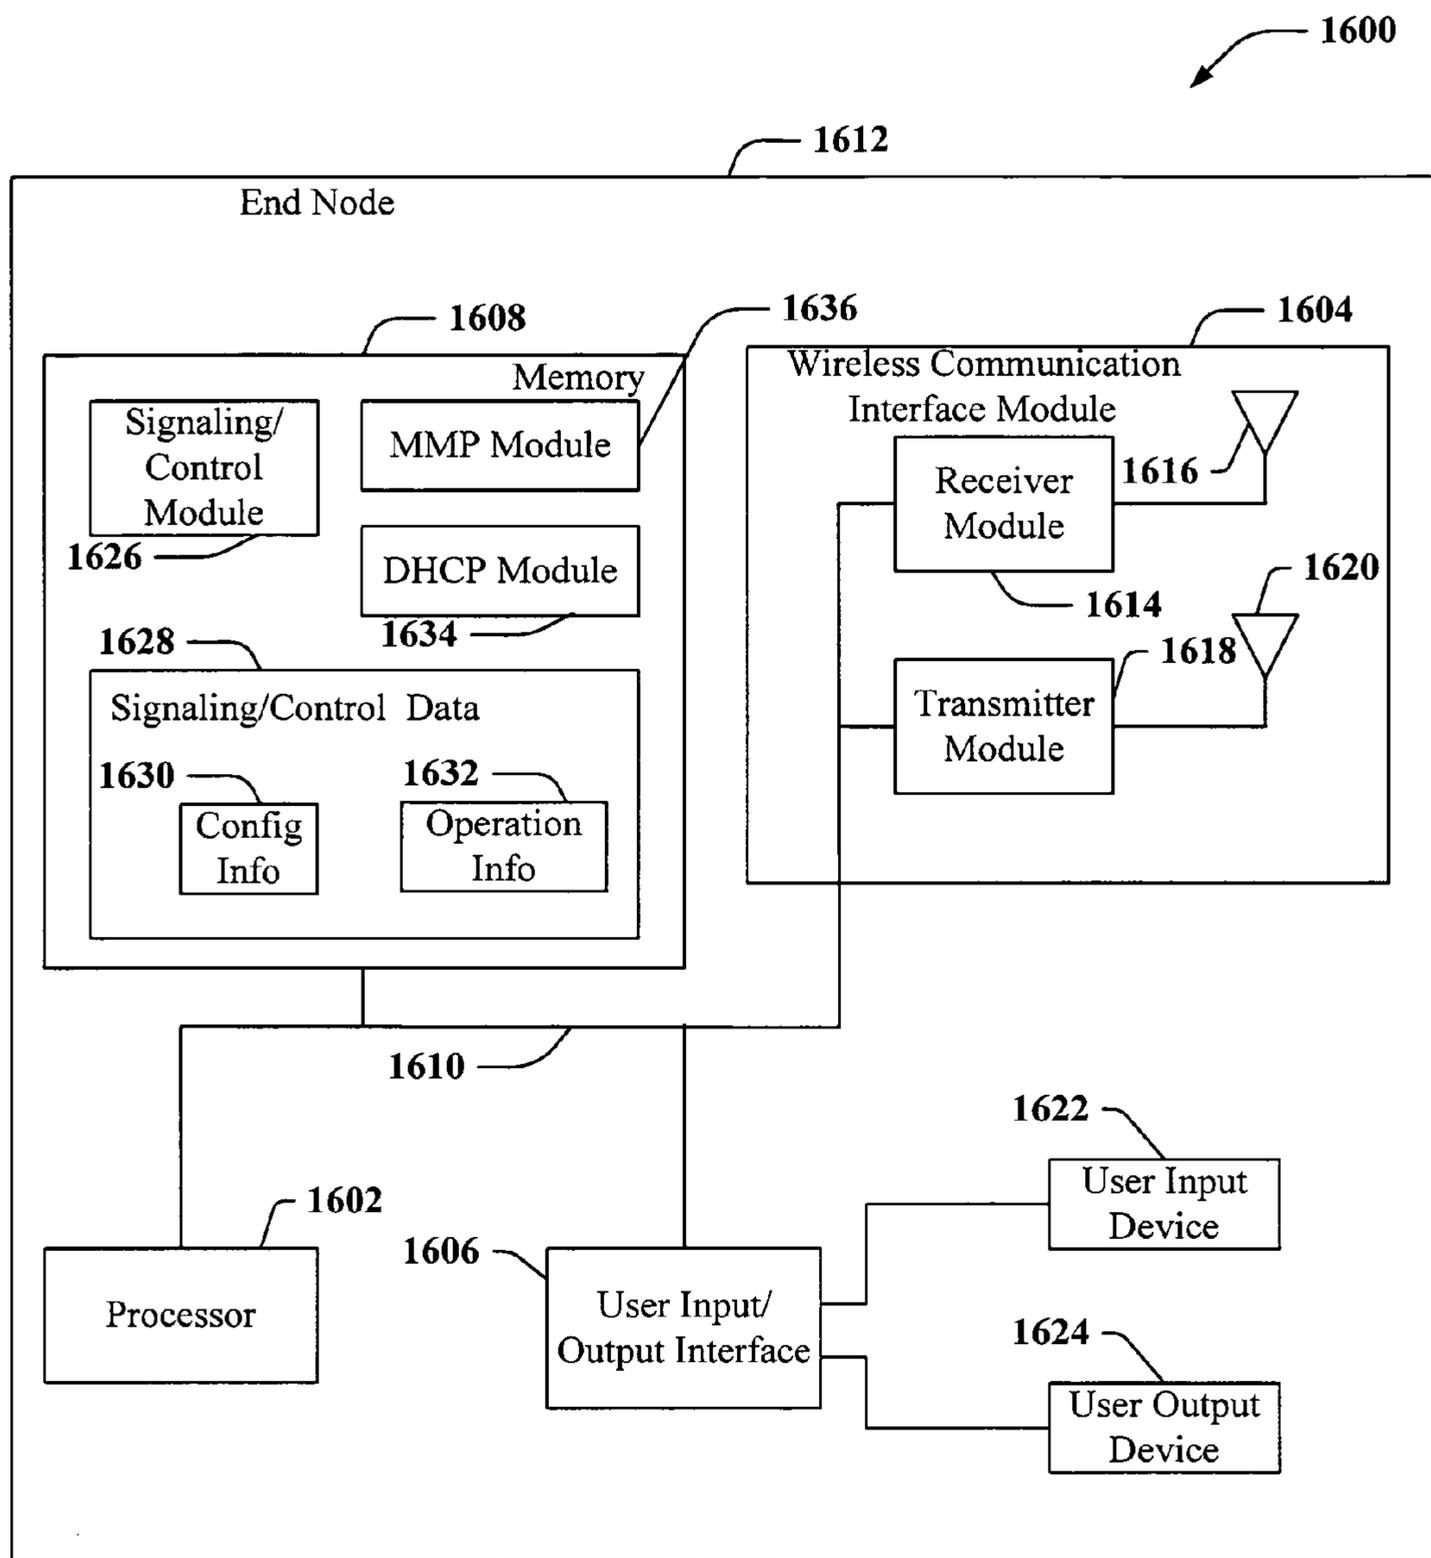 1600
1612
End Node
1608
1636
1604
Memory
Signaling/
Control
Module
MMP Module
1626
DHCP Module
1634
1628
Signaling/Control Data
1630
1632
Config
Info
Operation
Info
Wireless Communication
Interface Module
Receiver
Module
1616
1614
1620
1618
Transmitter
Module
1610
1602
Processor
1606
User Input/
Output Interface
1622
User Input
Device
1624
User Output
Device